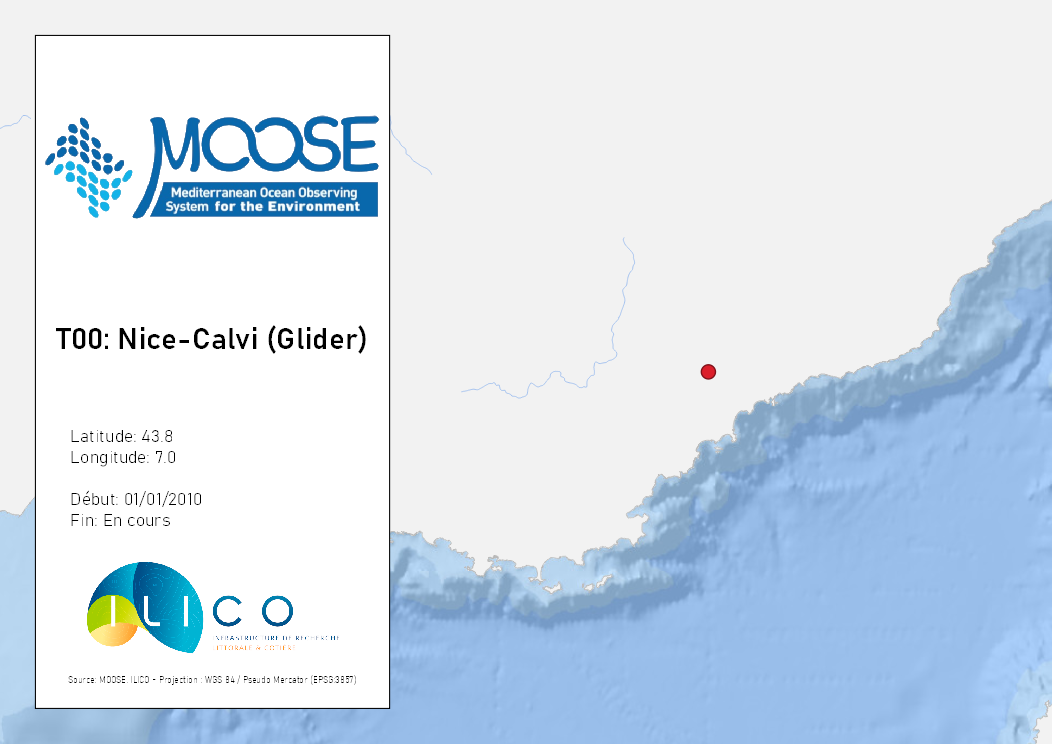 MOOSE
Mediterranean Ocean Observing
System for the Environment
T00: Nice-Calvi (Glider)
Latitude: 43.8
Longitude: 7.0
Début: 01/01/2010
Fin: En cours
ILICO
INFRASTRUCTURE DE RECHERCHE
LITTORALE & CÔTIÈRE
Source: MOOSE, ILICO - Projection : WGS 84 / Pseudo Mercator (EPSG:3857)